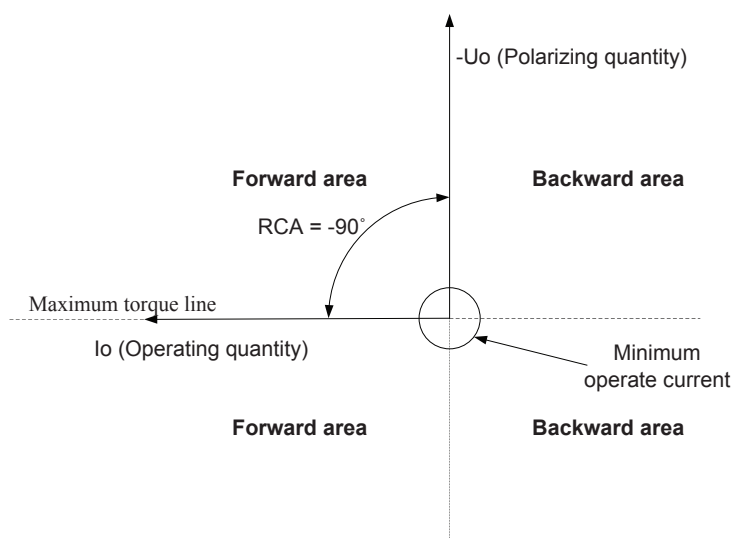 -Uo (Polarizing quantity)
Forward area
Backward area
RCA = -90˚
Maximum torque line
Io (Operating quantity)
Minimum
operate current
Forward area
Backward area